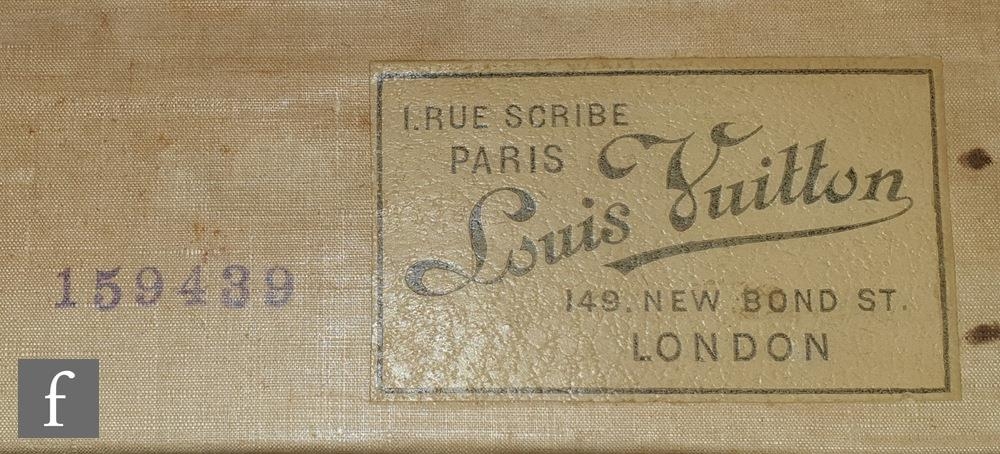 1. RUE SCRIBE
PARIS
Louis Vuitton
149. NEW BOND ST.
LONDON
159439
f